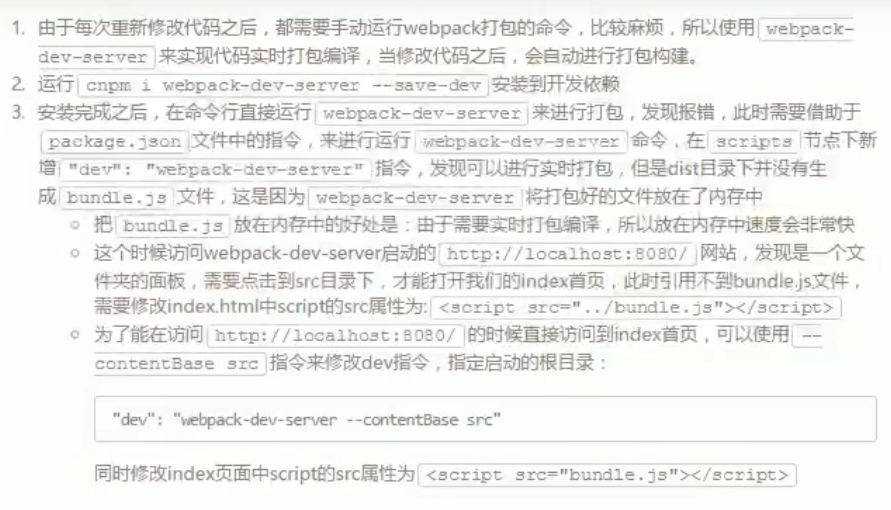 1. 由于每次重新修改代码之后，都需要手动运行webpack打包的命令，比较麻烦，所以使用 webpack-
dev-server 来实现代码实时打包编译，当修改代码之后，会自动进行打包构建。
2. 运行 cnpm i webpack-dev-server --save-dev 安装到开发依赖
3. 安装完成之后，在命令行直接运行 webpack-dev-server 来进行打包，发现报错，此时需要借助于
package.json 文件中的指令，来进行运行 webpack-dev-server 命令，在 scripts 节点下新
增 "dev": "webpack-dev-server" 指令，发现可以进行实时打包，但是dist目录下并没有生
成 bundle.js 文件，这是因为 webpack-dev-server 将打包好的文件放在了内存中
○ 把 bundle.js 放在内存中的好处是：由于需要实时打包编译，所以放在内存中速度会非常快
○ 这个时候访问webpack-dev-server启动的 http://localhost:8080/ 网站，发现是一个文
件夹的面板，需要点击到src目录下，才能打开我们的index首页，此时引用不到bundle.js文件，
需要修改index.html中script的src属性为: <script src="../bundle.js"></script>
○ 为了能在访问 http://localhost:8080/ 的时候直接访问到index首页，可以使用 --
contentBase src 指令来修改dev指令，指定启动的根目录：
"dev": "webpack-dev-server --contentBase src"
同时修改index页面中script的src属性为 <script src="bundle.js"></script>